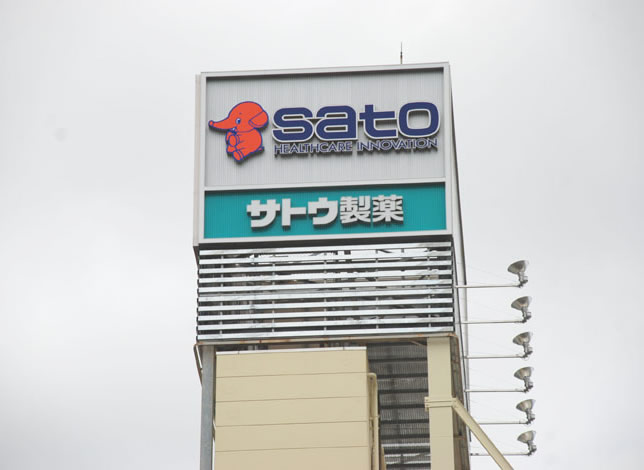 sato
HEALTHCARE INNOVATION
サトウ製薬